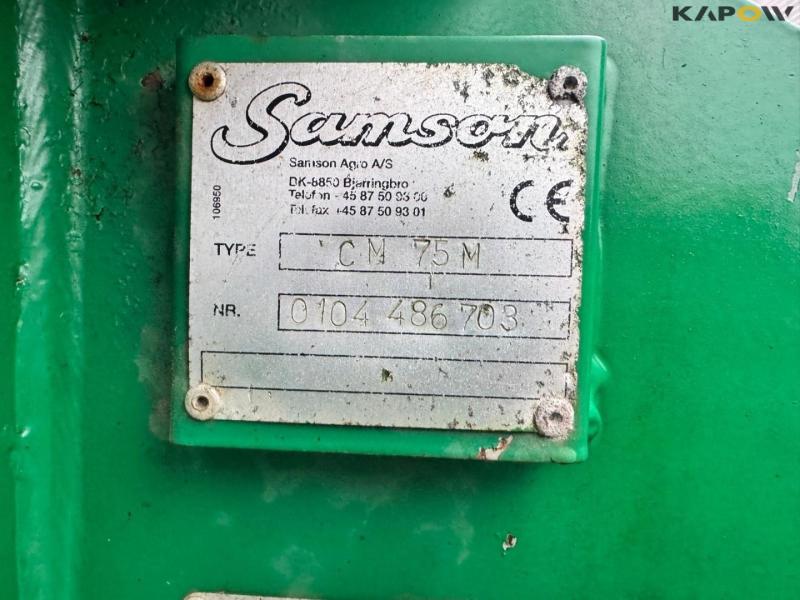 KAPOW
Samson
Samson Agro A/S
DK-8850 Bjerringbro
Telefon +45 87 50 93 00
Telefax +45 87 50 93 01
CE
106950
TYPE CM 75 M
NR. 0104 486 703